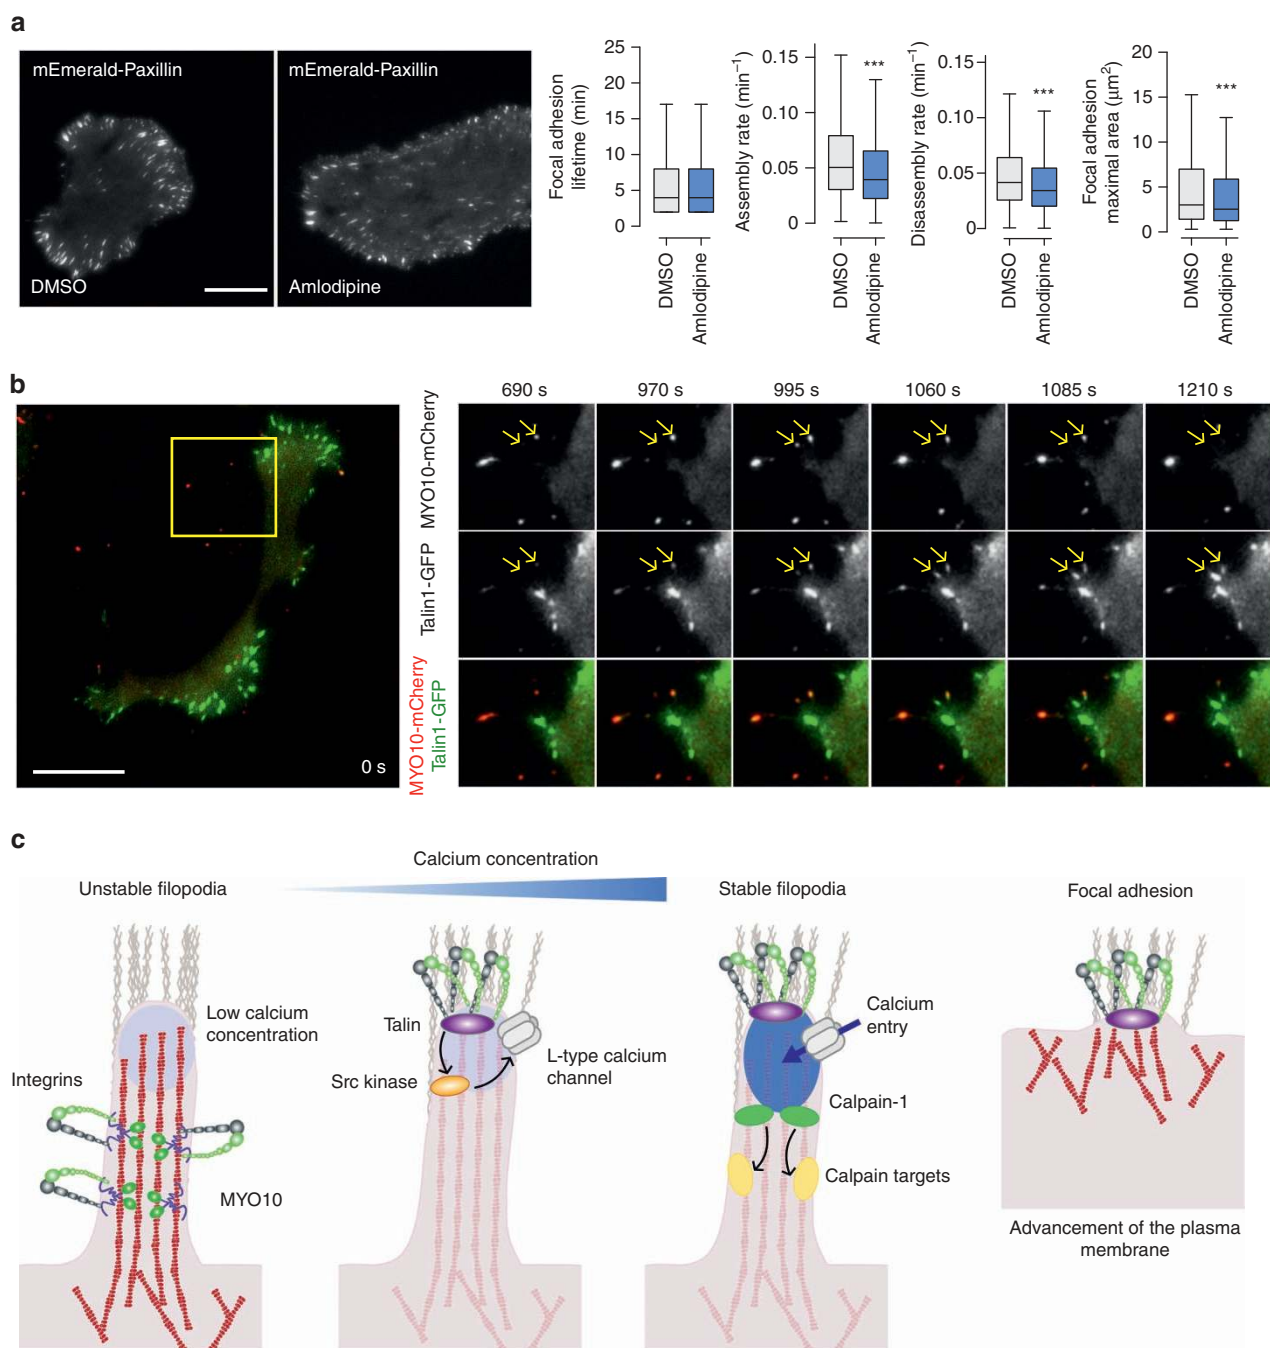 a
mEmerald-Paxillin
mEmerald-Paxillin
DMSO
Amlodipine
Focal adhesion
lifetime (min)
25
20
15
10
5
0
DMSO
Amlodipine
Assembly rate (min⁻¹)
0.15
0.1
0.05
0
***
DMSO
Amlodipine
Disassembly rate (min⁻¹)
0.15
0.1
0.05
0
***
DMSO
Amlodipine
Focal adhesion
maximal area (μm²)
20
15
10
5
0
***
DMSO
Amlodipine
b
0 s
690 s
970 s
995 s
1060 s
1085 s
1210 s
MYO10-mCherry
Talin1-GFP
MYO10-mCherry
Talin1-GFP
c
Calcium concentration
Unstable filopodia
Stable filopodia
Focal adhesion
Low calcium
concentration
Integrins
MYO10
Talin
Src kinase
L-type calcium
channel
Calcium
entry
Calpain-1
Calpain targets
Advancement of the plasma
membrane